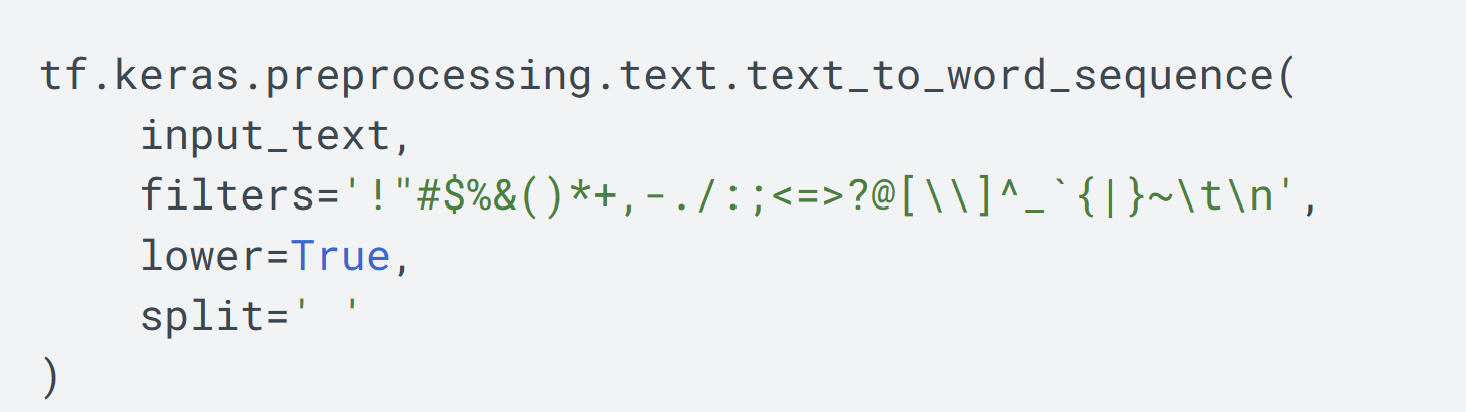 tf.keras.preprocessing.text.text_to_word_sequence(
    input_text,
    filters='!"#$%&()*+,-./:;<=>?@[\\]^_`{|}~\t\n',
    lower=True,
    split=' '
)